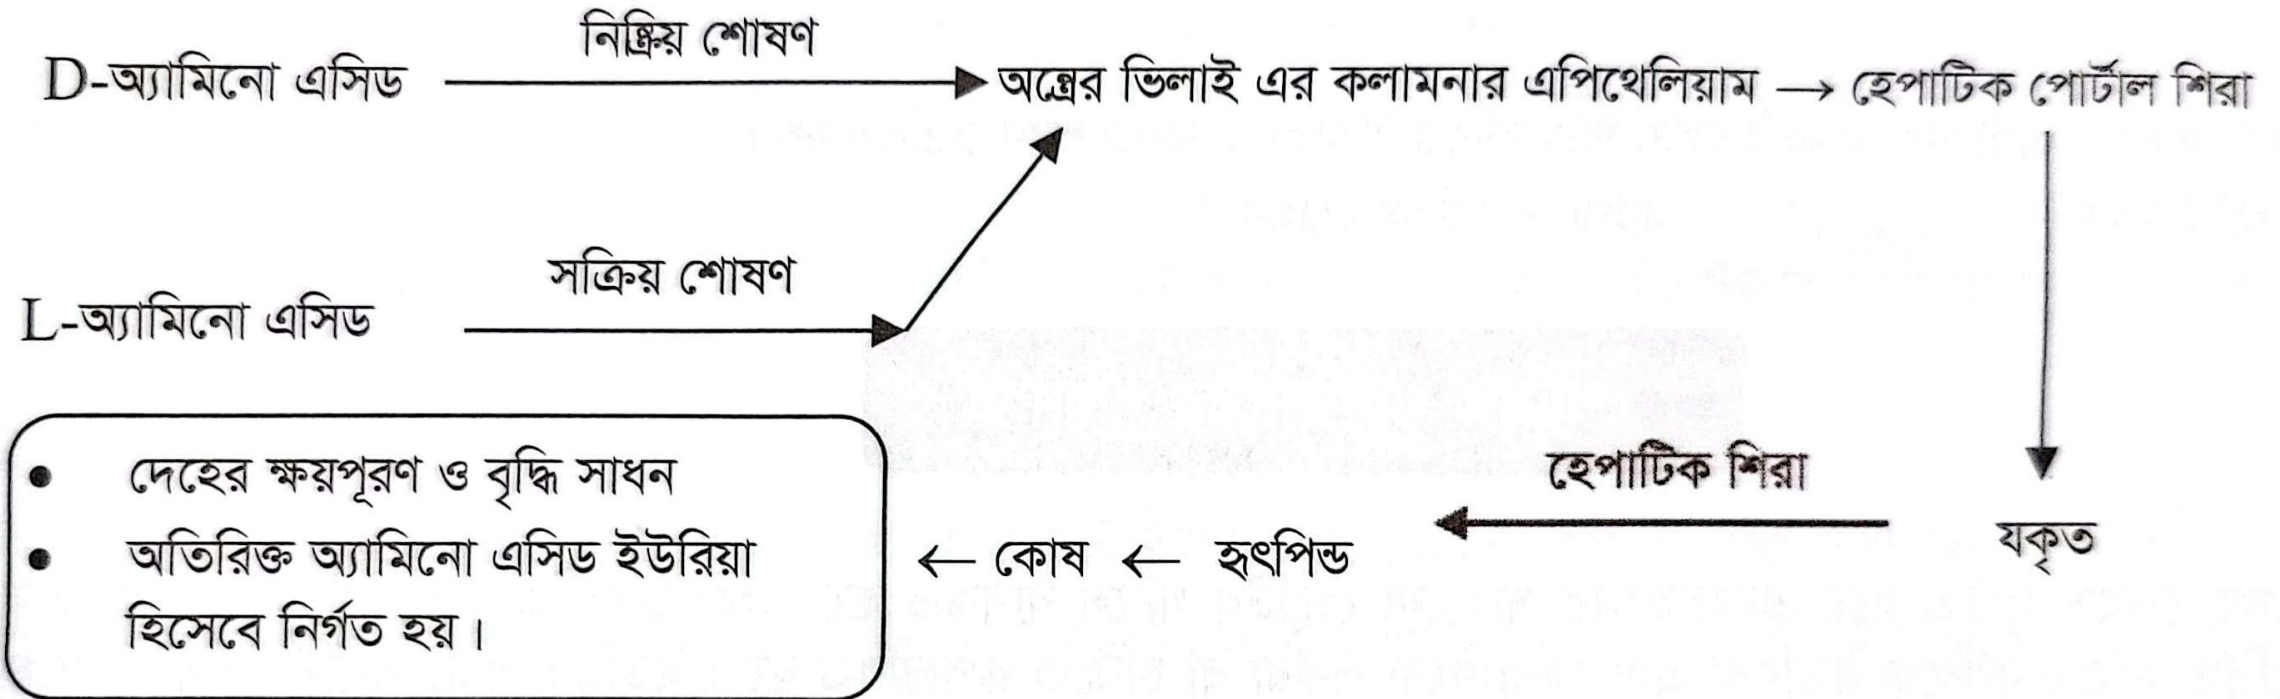 নিষ্ক্রিয় শোষণ
D-অ্যামিনো এসিড → অন্ত্রের ভিলাই এর কলামনার এপিথেলিয়াম → হেপাটিক পোর্টাল শিরা
সক্রিয় শোষণ
L-অ্যামিনো এসিড
হেপাটিক শিরা
যকৃত
← কোষ ← হৃৎপিন্ড
• দেহের ক্ষয়পূরণ ও বৃদ্ধি সাধন
• অতিরিক্ত অ্যামিনো এসিড ইউরিয়া
হিসেবে নির্গত হয়।